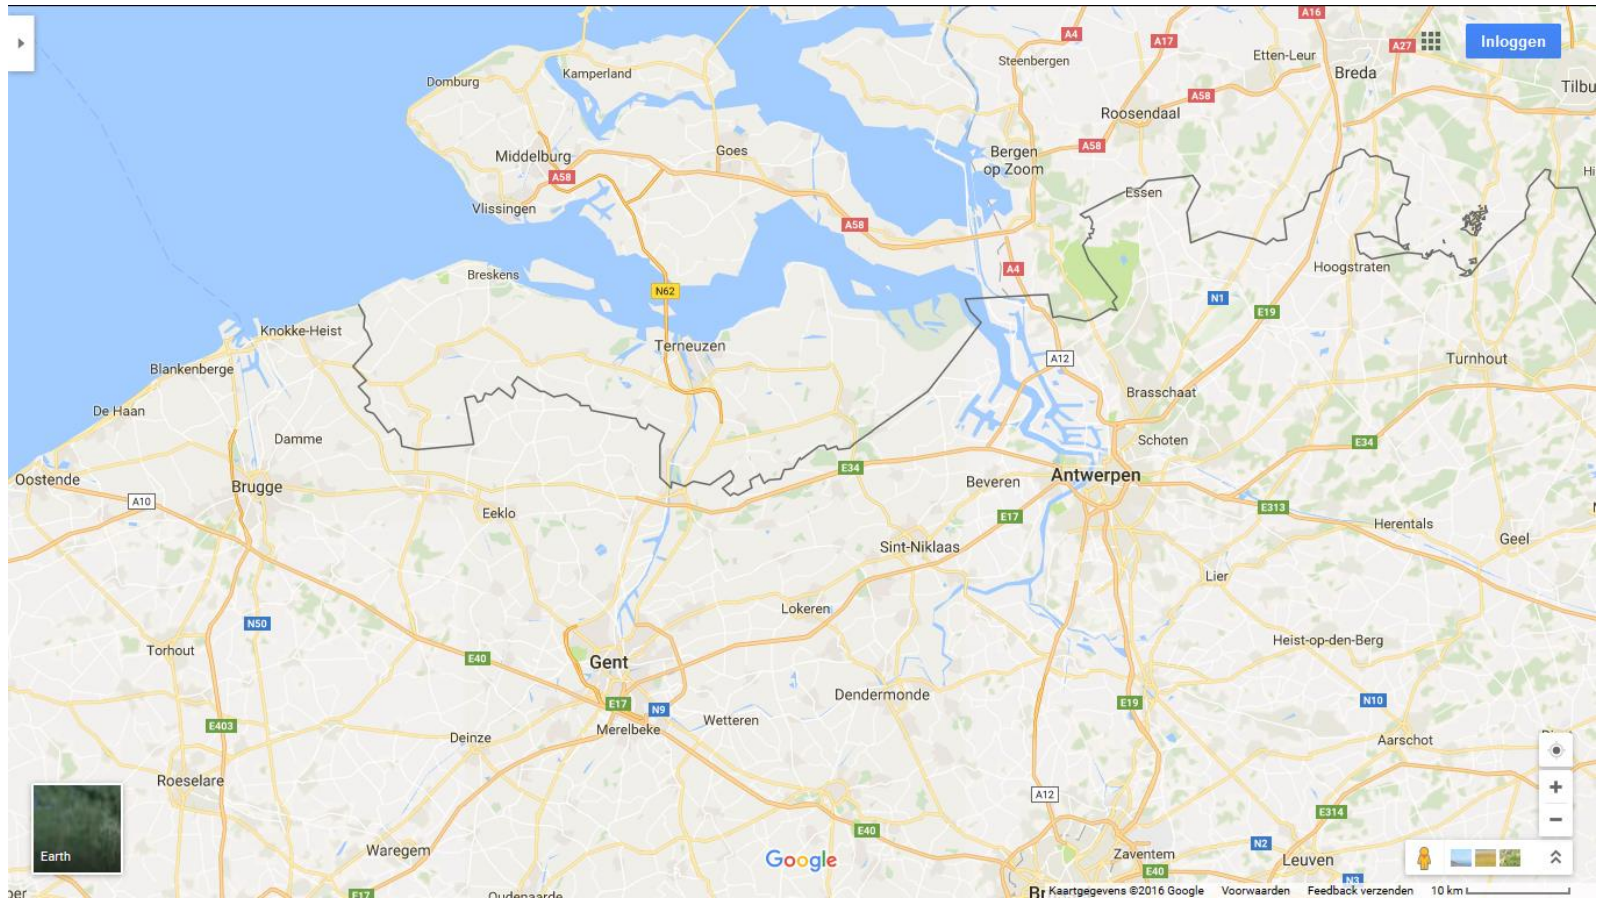 A16
A4
A17
A27
Inloggen
Etten-Leur
Steenbergen
Breda
Kamperland
Domburg
Tilbu
A58
Roosendaal
A58
Goes
Bergen
op Zoom
Middelburg
A58
Hi
Essen
Vlissingen
A58
A4
Hoogstraten
Breskens
N62
N1
E19
Knokke-Heist
Terneuzen
A12
Turnhout
Blankenberge
Brasschaat
De Haan
Damme
Schoten
E34
E34
Oostende
Antwerpen
Beveren
Brugge
A10
E313
Eeklo
E17
Herentals
Geel
Sint-Niklaas
Lier
Lokeren
N50
Heist-op-den-Berg
Torhout
E40
Gent
Dendermonde
E17
N9
E19
N10
Wetteren
E403
Merelbeke
Deinze
Aarschot
Roeselare
A12
E314
E40
N2
Waregem
Earth
Google
Zaventem
Leuven
E40
N3
E17
Oudenaarde
per
Br
Kaartgegevens ©2016 Google Voorwaarden Feedback verzenden 10 km